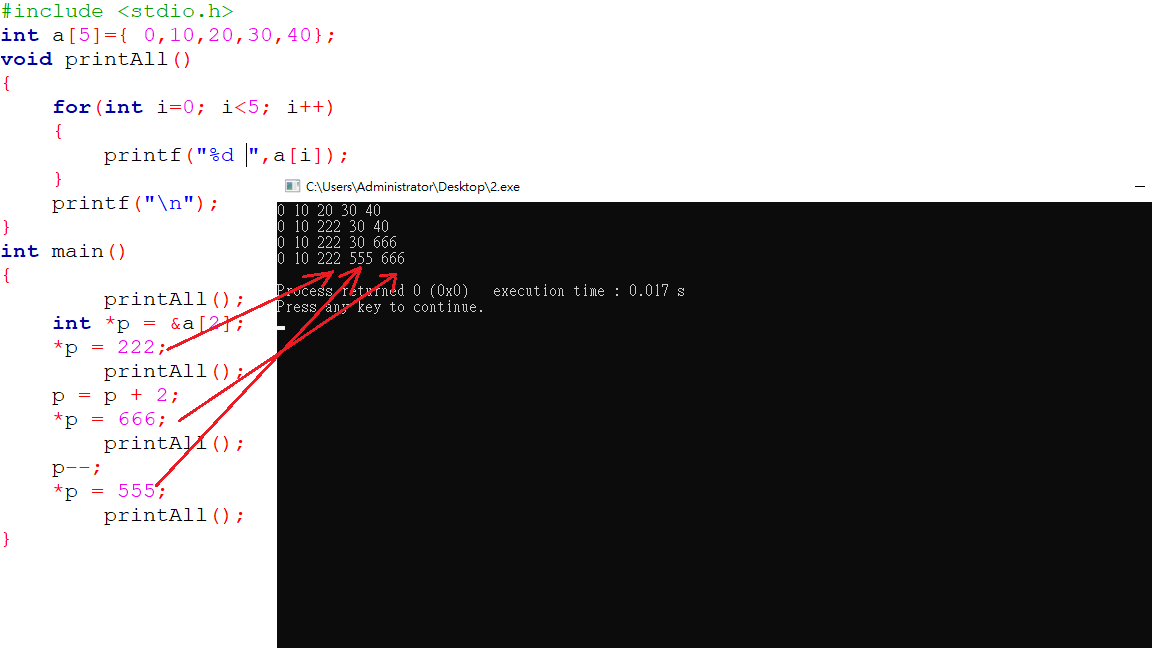 #include <stdio.h>
int a[5]={ 0,10,20,30,40};
void printAll()
{
    for(int i=0; i<5; i++)
    {
        printf("%d ",a[i]);
    }
    printf("\n");
}
int main()
{
        printAll();
    int *p = &a[2];
    *p = 222;
        printAll();
    p = p + 2;
    *p = 666;
        printAll();
    p--;
    *p = 555;
        printAll();
}
C:\Users\Administrator\Desktop\2.exe
0 10 20 30 40
0 10 222 30 40
0 10 222 30 666
0 10 222 555 666
Process returned 0 (0x0)   execution time : 0.017 s
Press any key to continue.